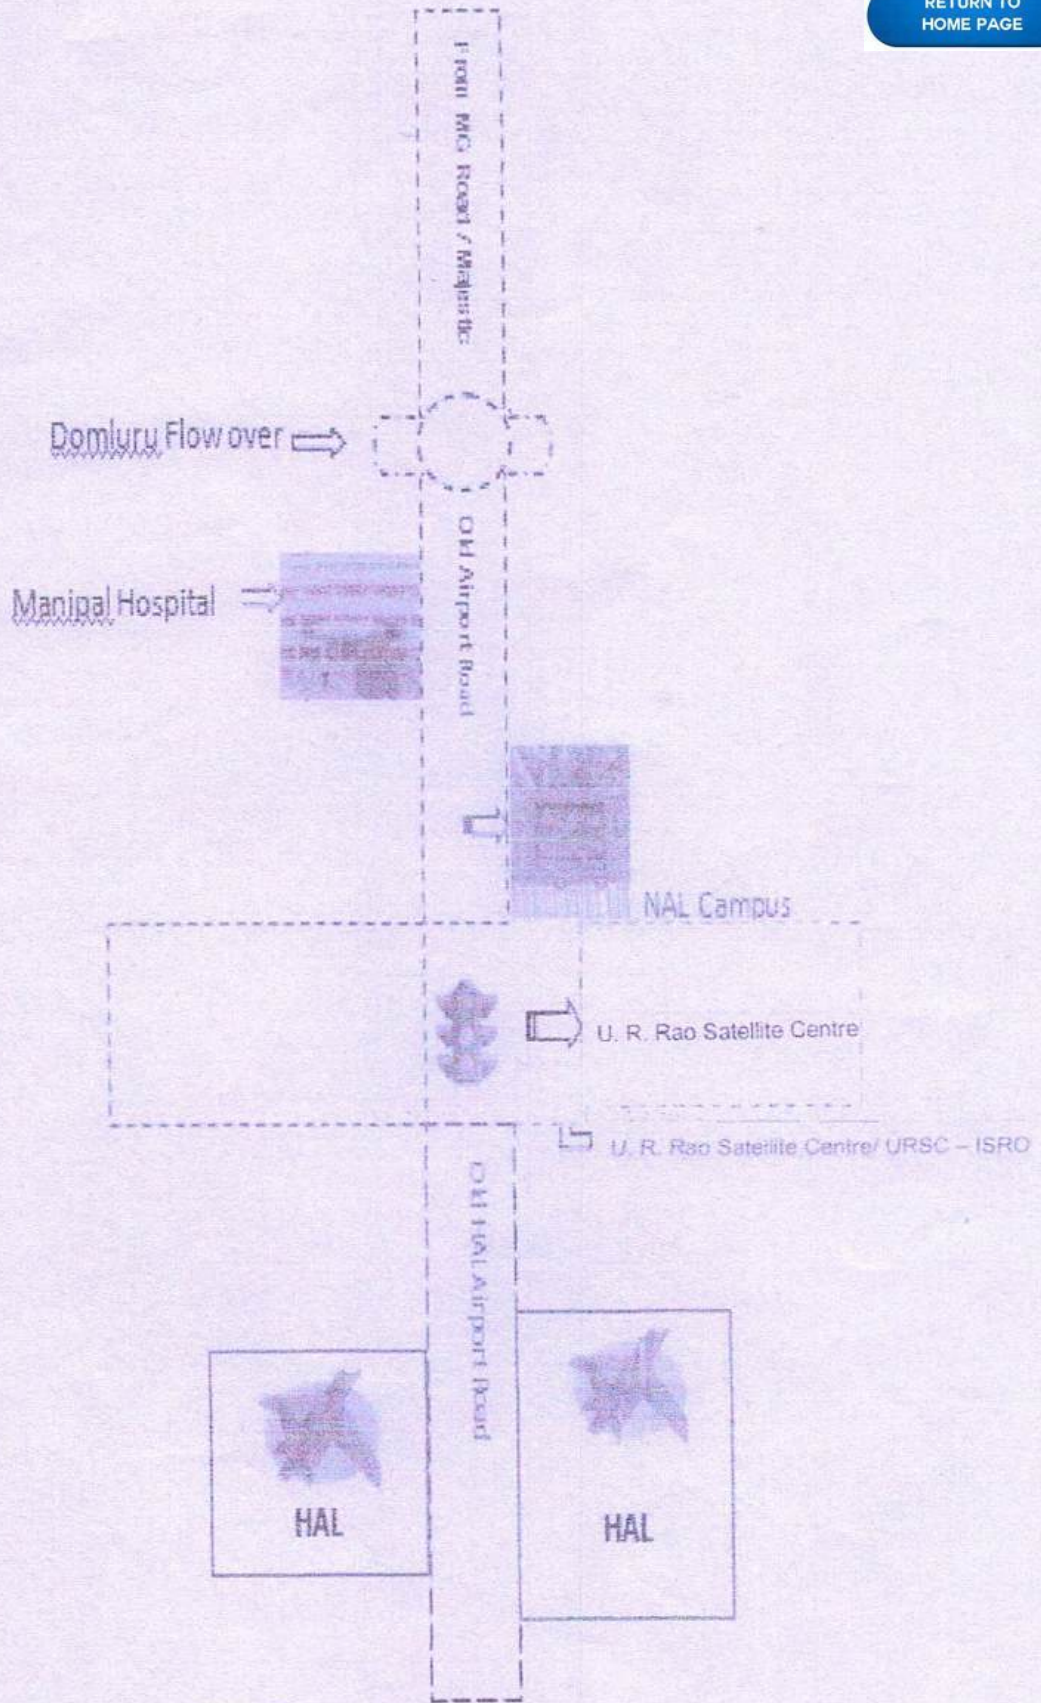 RETURN TO
HOME PAGE
From MG Road / Majestic
Domluru Flow over
Old Airport Road
Manipal Hospital
NAL Campus
U. R. Rao Satellite Centre
U. R. Rao Satellite Centre/ URSC – ISRO
Old HAL Airport Road
HAL
HAL